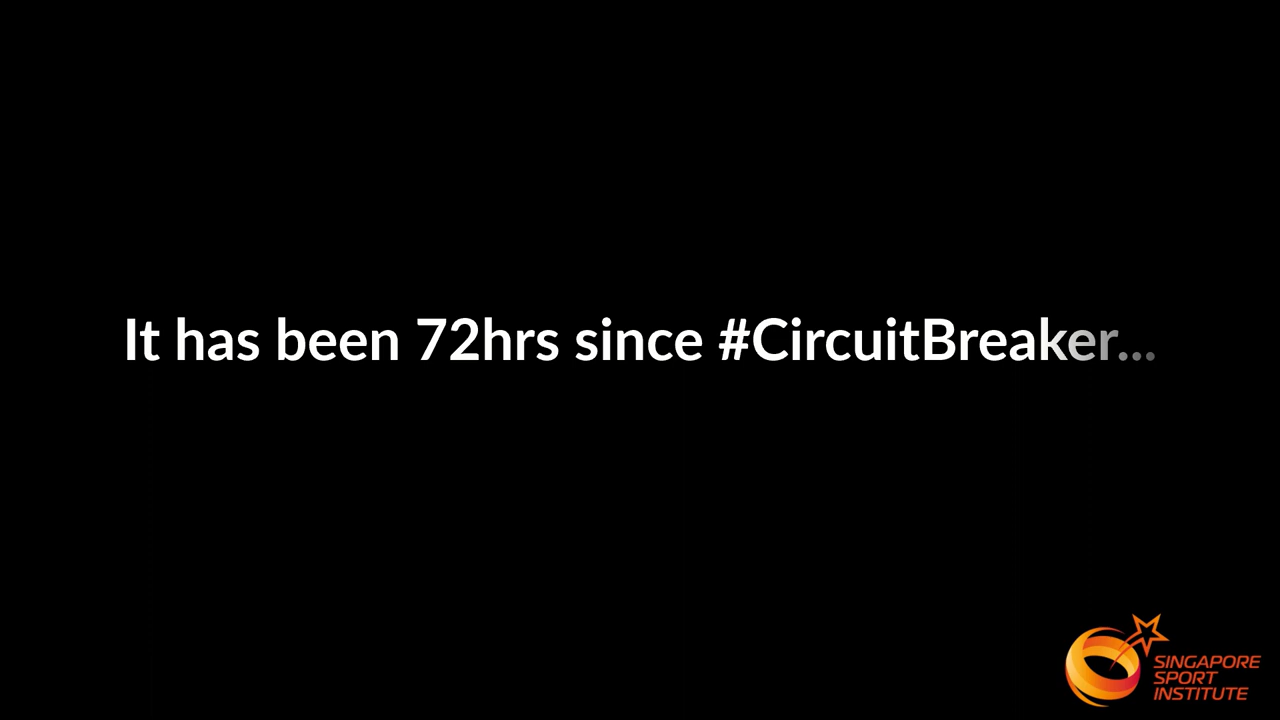 It has been 72hrs since #CircuitBreaker...
SINGAPORE
SPORT
INSTITUTE